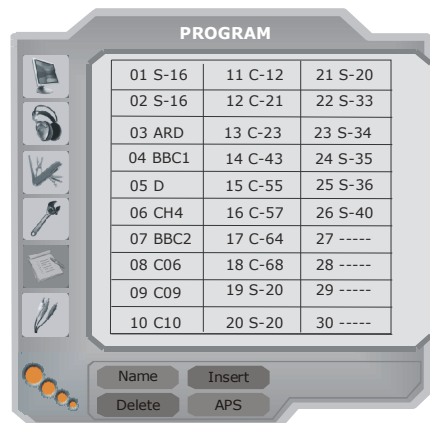 PROGRAM
01 S-16 11 C-12 21 S-20
02 S-16 12 C-21 22 S-33
03 ARD 13 C-23 23 S-34
04 BBC1 14 C-43 24 S-35
05 D 15 C-55 25 S-36
06 CH4 16 C-57 26 S-40
07 BBC2 17 C-64 27 -----
08 C06 18 C-68 28 -----
09 C09 19 S-20 29 -----
10 C10 20 S-20 30 -----
Name Insert
Delete APS